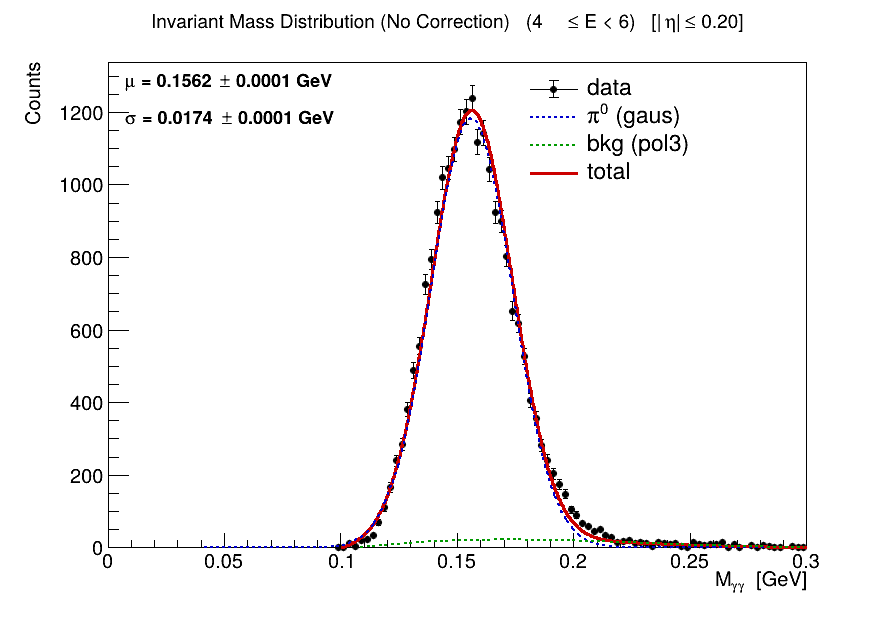 Invariant Mass Distribution (No Correction) (4 ≤ E < 6) [|η| ≤ 0.20]
Counts
μ = 0.1562 ± 0.0001 GeV
σ = 0.0174 ± 0.0001 GeV
data
π⁰ (gaus)
bkg (pol3)
total
1200
1000
800
600
400
200
0
0 0.05 0.1 0.15 0.2 0.25 0.3
M_γγ [GeV]